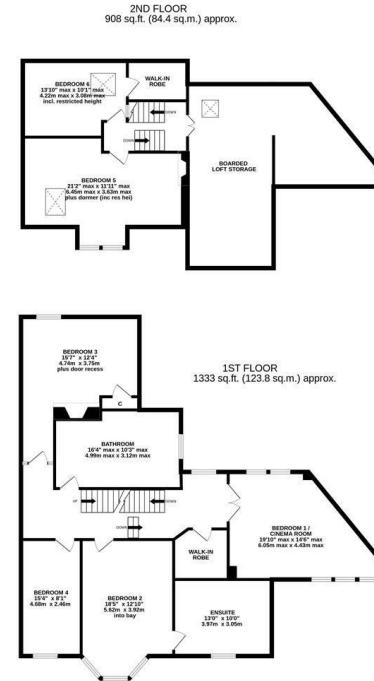 2ND FLOOR
908 sq.ft. (84.4 sq.m.) approx.
BEDROOM 6
13'10" max x 10'1" max
4.22m max x 3.08m max
incl. restricted height
WALK-IN
ROBE
DOWN
DOWN
BEDROOM 5
21'2" max x 11'11" max
6.45m max x 3.63m max
plus dormer (inc res hei)
BOARDED
LOFT STORAGE
1ST FLOOR
1333 sq.ft. (123.8 sq.m.) approx.
BEDROOM 3
15'7" x 12'4"
4.74m x 3.75m
plus door recess
C
BATHROOM
16'4" max x 10'3" max
4.99m max x 3.12m max
UP
DOWN
DOWN
BEDROOM 1 /
CINEMA ROOM
19'10" max x 14'6" max
6.05m max x 4.43m max
WALK-IN
ROBE
BEDROOM 4
15'4" x 8'1"
4.68m x 2.46m
BEDROOM 2
18'5" x 12'10"
5.62m x 3.92m
into bay
ENSUITE
13'0" x 10'0"
3.97m x 3.05m